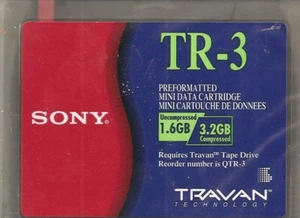 TR-3
PREFORMATTED
MINI DATA CARTRIDGE
MINI CARTOUCHE DE DONNEES
SONY.
Uncompressed
1.6GB
3.2GB
Compressed
Requires Travan™ Tape Drive
Reorder number is QTR-3
TRAVAN™
TECHNOLOGY